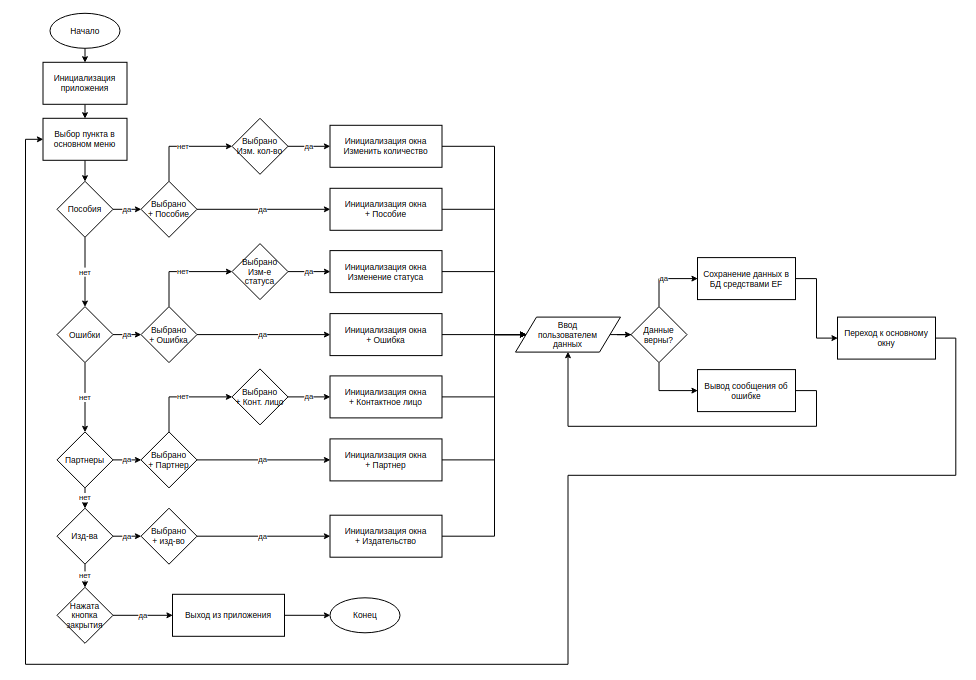 Начало
Инициализация
приложения
Выбор пункта в
основном меню
нет
Выбрано
Изм. кол-во
да
Инициализация окна
Изменить количество
Пособия
да
Выбрано
+ Пособие
да
Инициализация окна
+ Пособие
нет
нет
Выбрано
Изм-е
статуса
да
Инициализация окна
Изменение статуса
Ошибки
да
Выбрано
+ Ошибка
да
Инициализация окна
+ Ошибка
нет
нет
Выбрано
+ Конт. лицо
да
Инициализация окна
+ Контактное лицо
Партнеры
да
Выбрано
+ Партнер
да
Инициализация окна
+ Партнер
нет
Изд-ва
да
Выбрано
+ изд-во
да
Инициализация окна
+ Издательство
нет
Нажата
кнопка
закрытия
да
Выход из приложения
Конец
Ввод
пользователем
данных
Данные
верны?
да
Сохранение данных в
БД средствами EF
Вывод сообщения об
ошибке
Переход к основному
окну